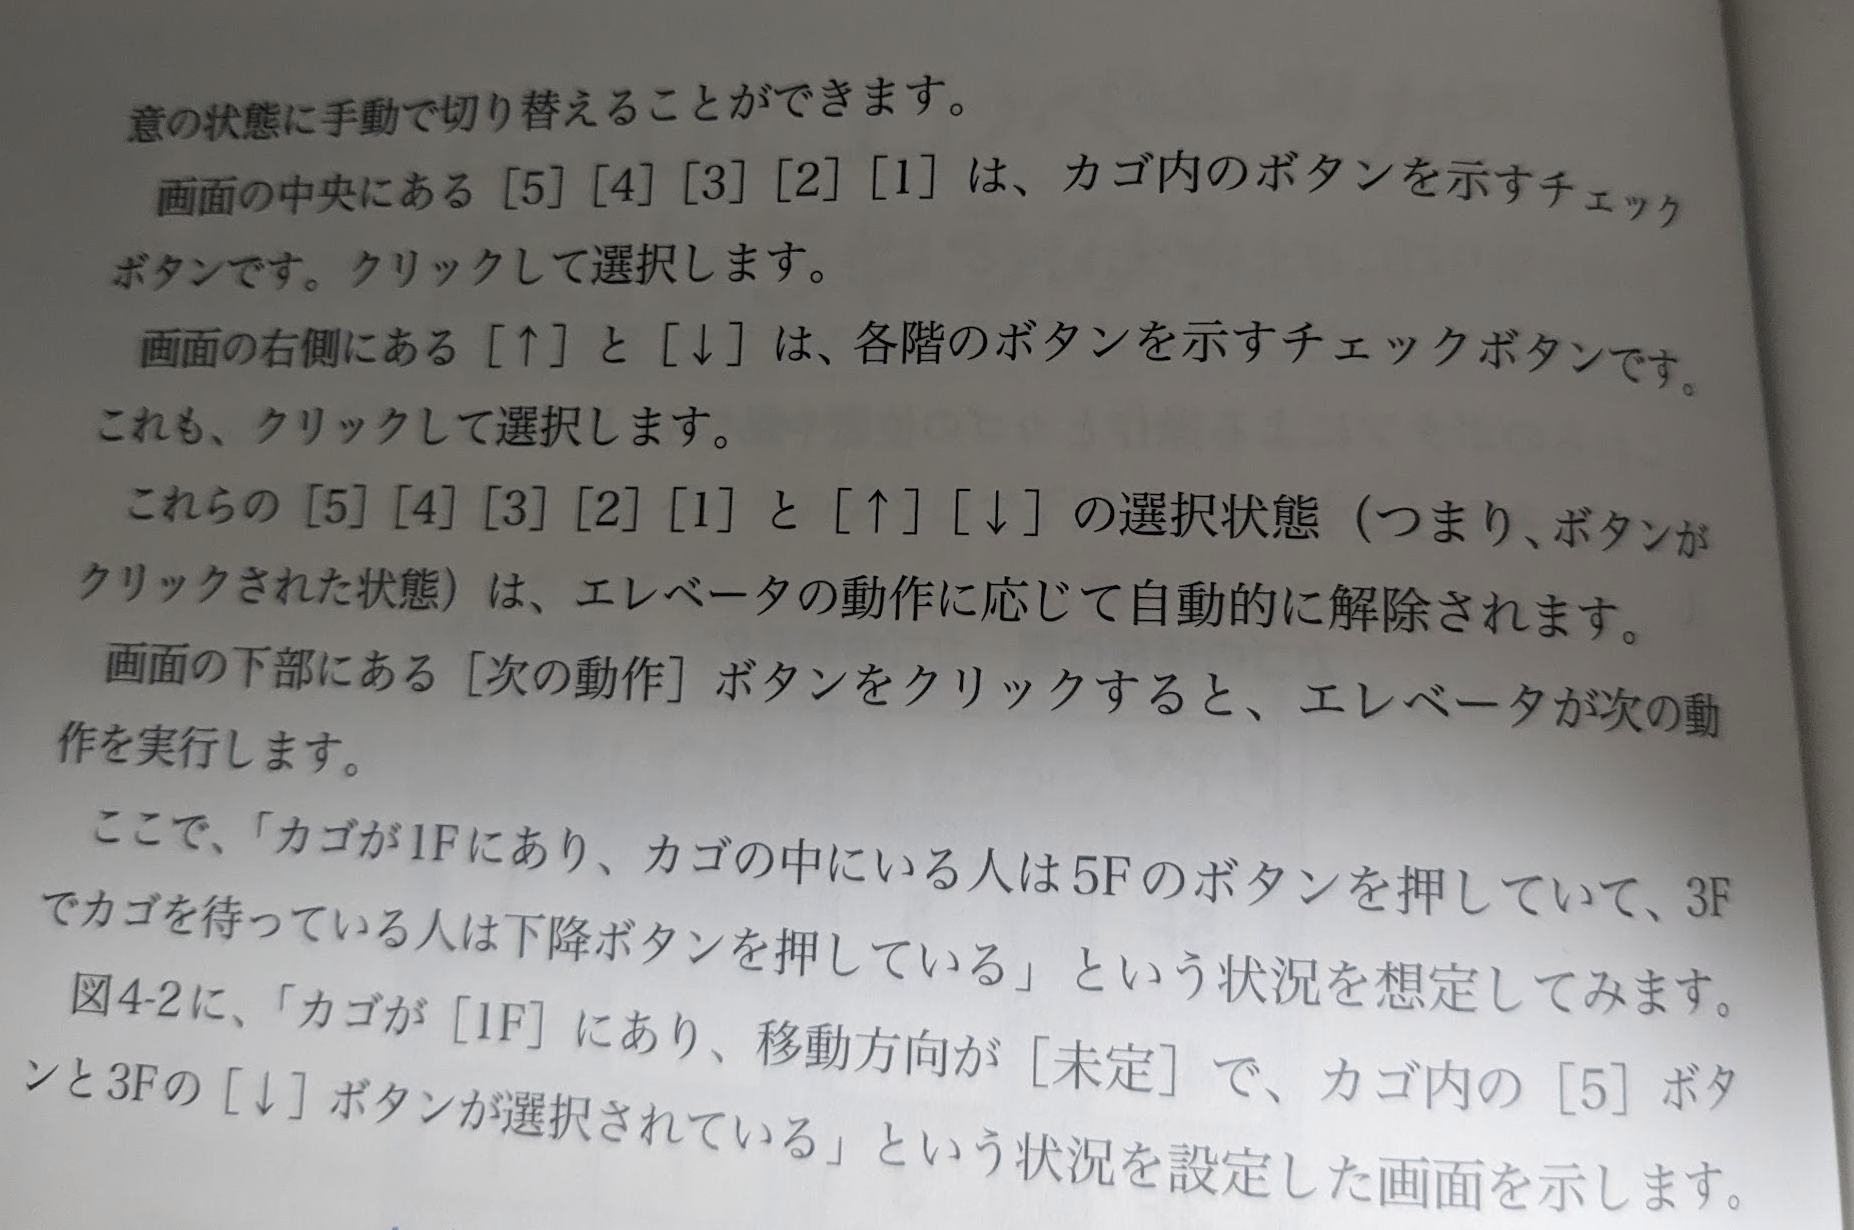 意の状態に手動で切り替えることができます。
画面の中央にある［5］［4］［3］［2］［1］は、カゴ内のボタンを示すチェック
ボタンです。クリックして選択します。
画面の右側にある［↑］と［↓］は、各階のボタンを示すチェックボタンです。
これも、クリックして選択します。
これらの［5］［4］［3］［2］［1］と［↑］［↓］の選択状態（つまり、ボタンが
クリックされた状態）は、エレベータの動作に応じて自動的に解除されます。
画面の下部にある［次の動作］ボタンをクリックすると、エレベータが次の動
作を実行します。
ここで、「カゴが1Fにあり、カゴの中にいる人は5Fのボタンを押していて、3F
でカゴを待っている人は下降ボタンを押している」という状況を想定してみます。
図4-2に、「カゴが［1F］にあり、移動方向が［未定］で、カゴ内の［5］ボタ
ンと3Fの［↓］ボタンが選択されている」という状況を設定した画面を示します。